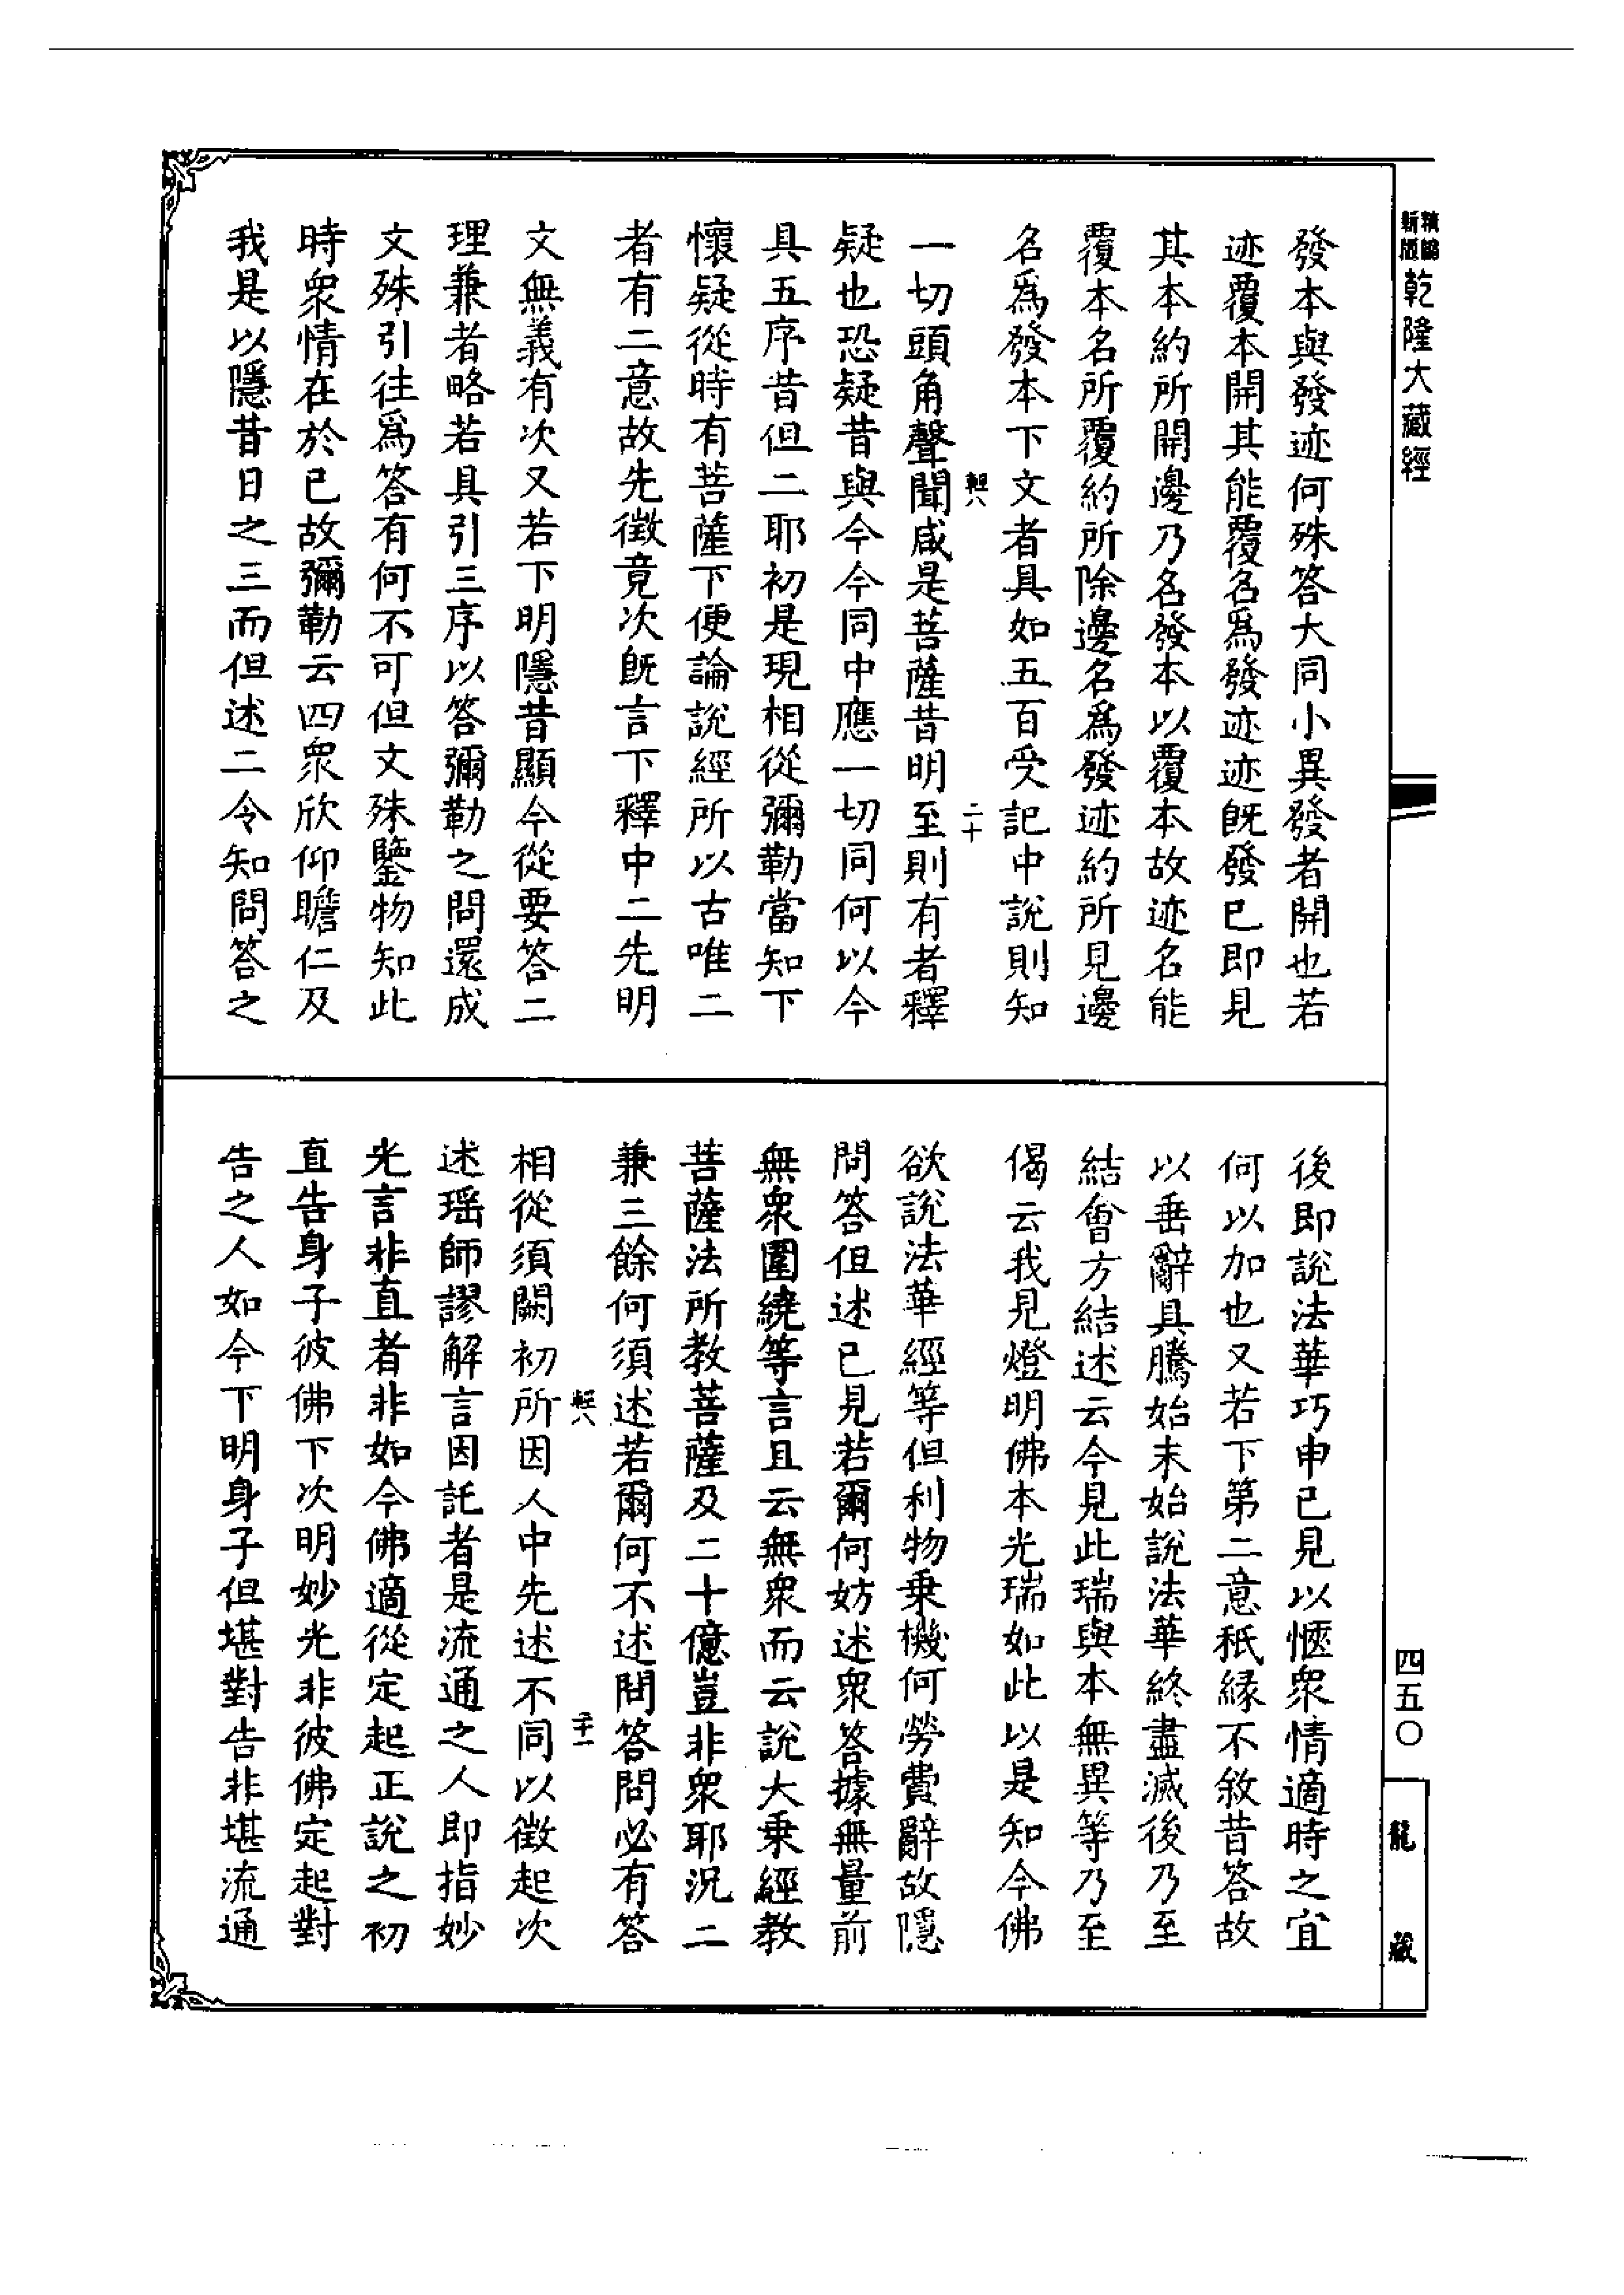 精編
新版
乾隆大藏經
發本與發迹何殊答大同小異發者開也若
迹覆本開其能覆名爲發迹迹旣發已即見
其本約所開邊乃名發本以覆本故迹名能
覆本名所覆約所除邊名爲發迹約所見邊
名爲發本下文者具如五百受記中說則知
輕六
二十
一切頭角聲聞咸是菩薩昔明至則有者釋
疑也恐疑昔與今今同中應一切同何以今
具五序昔但二耶初是現相從彌勒當知下
懷疑從時有菩薩下便論說經所以古唯二
者有二意故先徵竟次旣言下釋中二先明
文無義有次又若下明隱昔顯今從要答二
理兼者略若具引三序以答彌勒之問還成
文殊引往爲答有何不可但文殊鑒物知此
時衆情在於已故彌勒云四衆欣仰瞻仁及
我是以隱昔日之三而但述二令知問答之
後即說法華巧申已見以愜衆情適時之宜
何以加也又若下第二意秖緣不敘昔答故
以垂辭具騰始末始說法華終盡滅後乃至
結會方結述云今見此瑞與本無異等乃至
偈云我見燈明佛本光瑞如此以是知今佛
欲說法華經等但利物乗機何勞費辭故隱
問答但述已見若爾何妨述衆答據無量前
無衆圍繞等言且云無衆而云說大乗經教
菩薩法所教菩薩及二十億豈非衆耶況二
兼三餘何須述若爾何不述問答問必有答
輕六
二十一
相從須闕初所因人中先述不同以徵起次
述瑶師謬解言因託者是流通之人即指妙
光言非直者非如今佛適從定起正說之初
直告身子彼佛下次明妙光非彼佛定起對
告之人如今下明身子但堪對告非堪流通
四五〇
龍藏